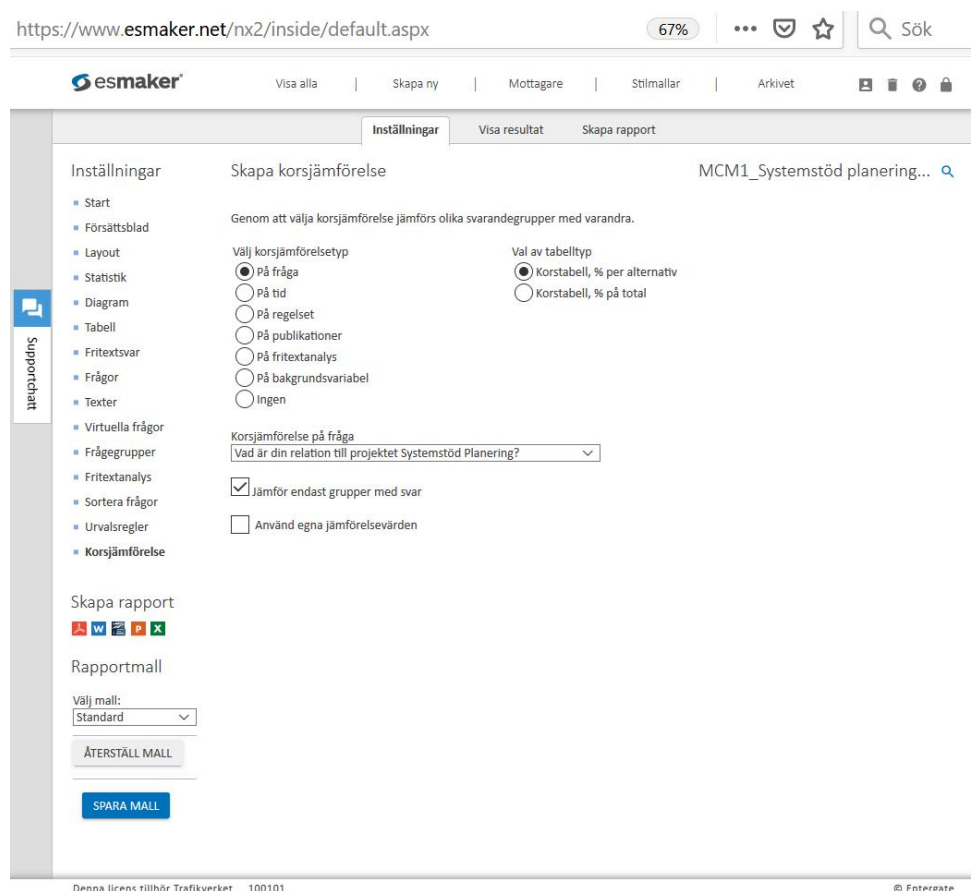 https://www.esmaker.net/nx2/inside/default.aspx 67% Sök
esmaker® Visa alla | Skapa ny | Mottagare | Stilmallar | Arkivet
Inställningar Visa resultat Skapa rapport
Inställningar
Start
Försättsblad
Layout
Statistik
Diagram
Tabell
Fritextsvar
Frågor
Texter
Virtuella frågor
Frågegrupper
Fritextanalys
Sortera frågor
Urvalsregler
Korsjämförelse
Skapa rapport
W P X
Rapportmall
Välj mall:
Standard
ÅTERSTÄLL MALL
SPARA MALL
Supportchatt
Skapa korsjämförelse
MCM1_Systemstöd planering...
Genom att välja korsjämförelse jämförs olika svarandegrupper med varandra.
Välj korsjämförelsetyp
På fråga
På tid
På regelset
På publikationer
På fritextanalys
På bakgrundsvariabel
Ingen
Val av tabelltyp
Korstabell, % per alternativ
Korstabell, % på total
Korsjämförelse på fråga
Vad är din relation till projektet Systemstöd Planering?
Jämför endast grupper med svar
Använd egna jämförelsevärden
Denna licens tillhör Trafikverket 100101
© Entergate